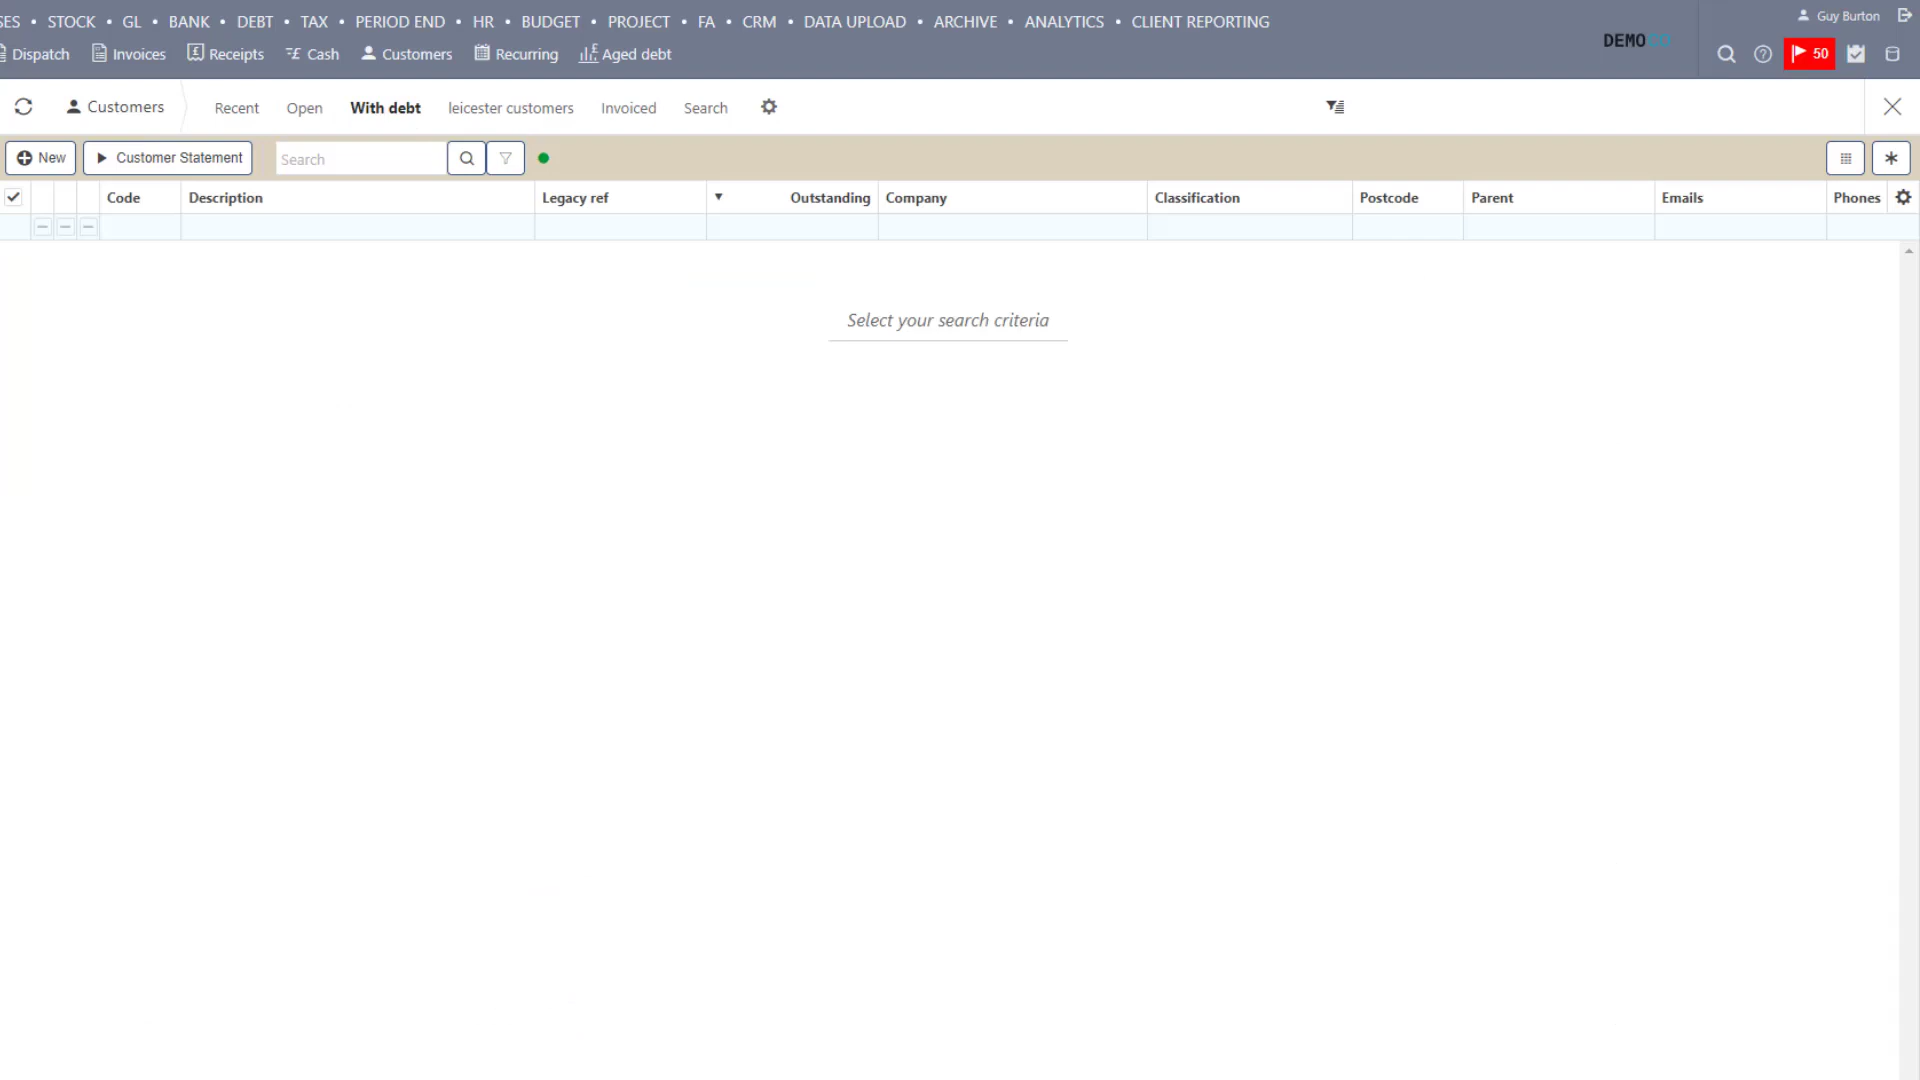 SES • STOCK • GL • BANK • DEBT • TAX • PERIOD END • HR • BUDGET • PROJECT • FA • CRM • DATA UPLOAD • ARCHIVE • ANALYTICS • CLIENT REPORTING
Guy Burton
Dispatch Invoices Receipts Cash Customers Recurring Aged debt
DEMOCO
50
Customers Recent Open With debt leicester customers Invoiced Search
New Customer Statement Search
Code Description Legacy ref Outstanding Company Classification Postcode Parent Emails Phones
Select your search criteria